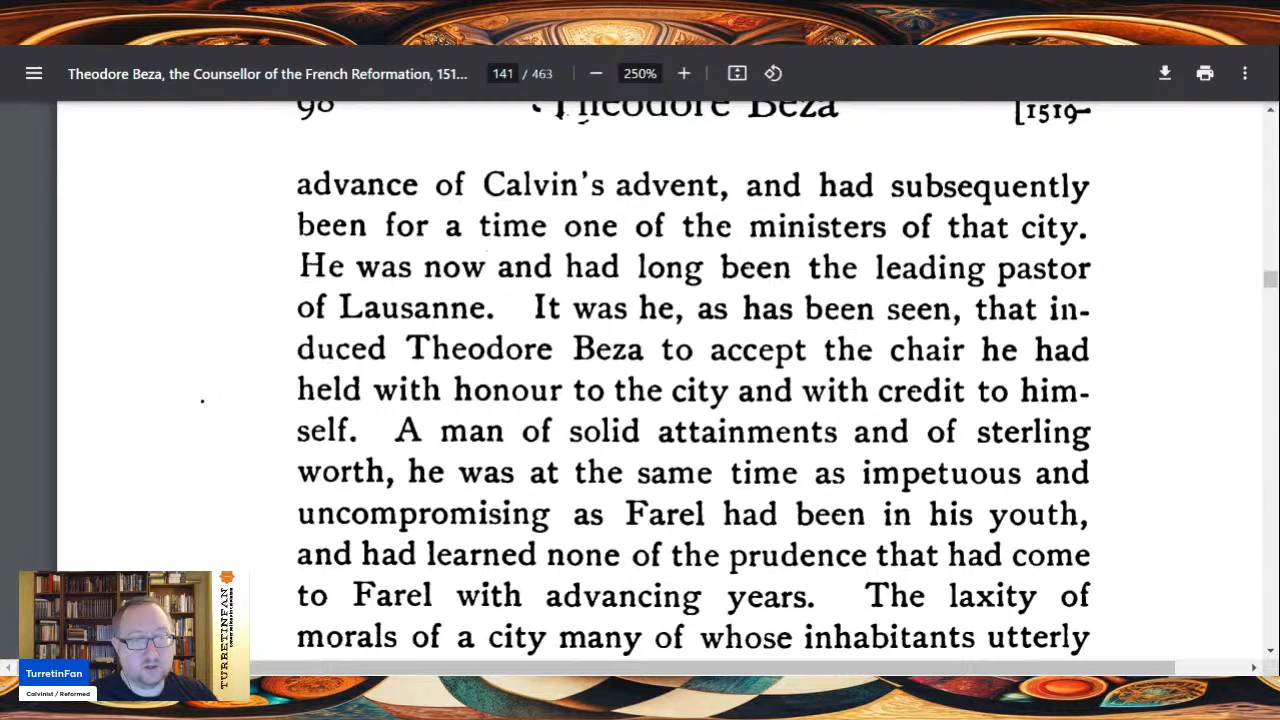 Theodore Beza, the Counsellor of the French Reformation, 151...
141 / 463
250%
98 Theodore Beza [1519-
advance of Calvin's advent, and had subsequently
been for a time one of the ministers of that city.
He was now and had long been the leading pastor
of Lausanne. It was he, as has been seen, that in-
duced Theodore Beza to accept the chair he had
held with honour to the city and with credit to him-
self. A man of solid attainments and of sterling
worth, he was at the same time as impetuous and
uncompromising as Farel had been in his youth,
and had learned none of the prudence that had come
to Farel with advancing years. The laxity of
morals of a city many of whose inhabitants utterly
TURRETINFAN
TurretinFan
Calvinist / Reformed